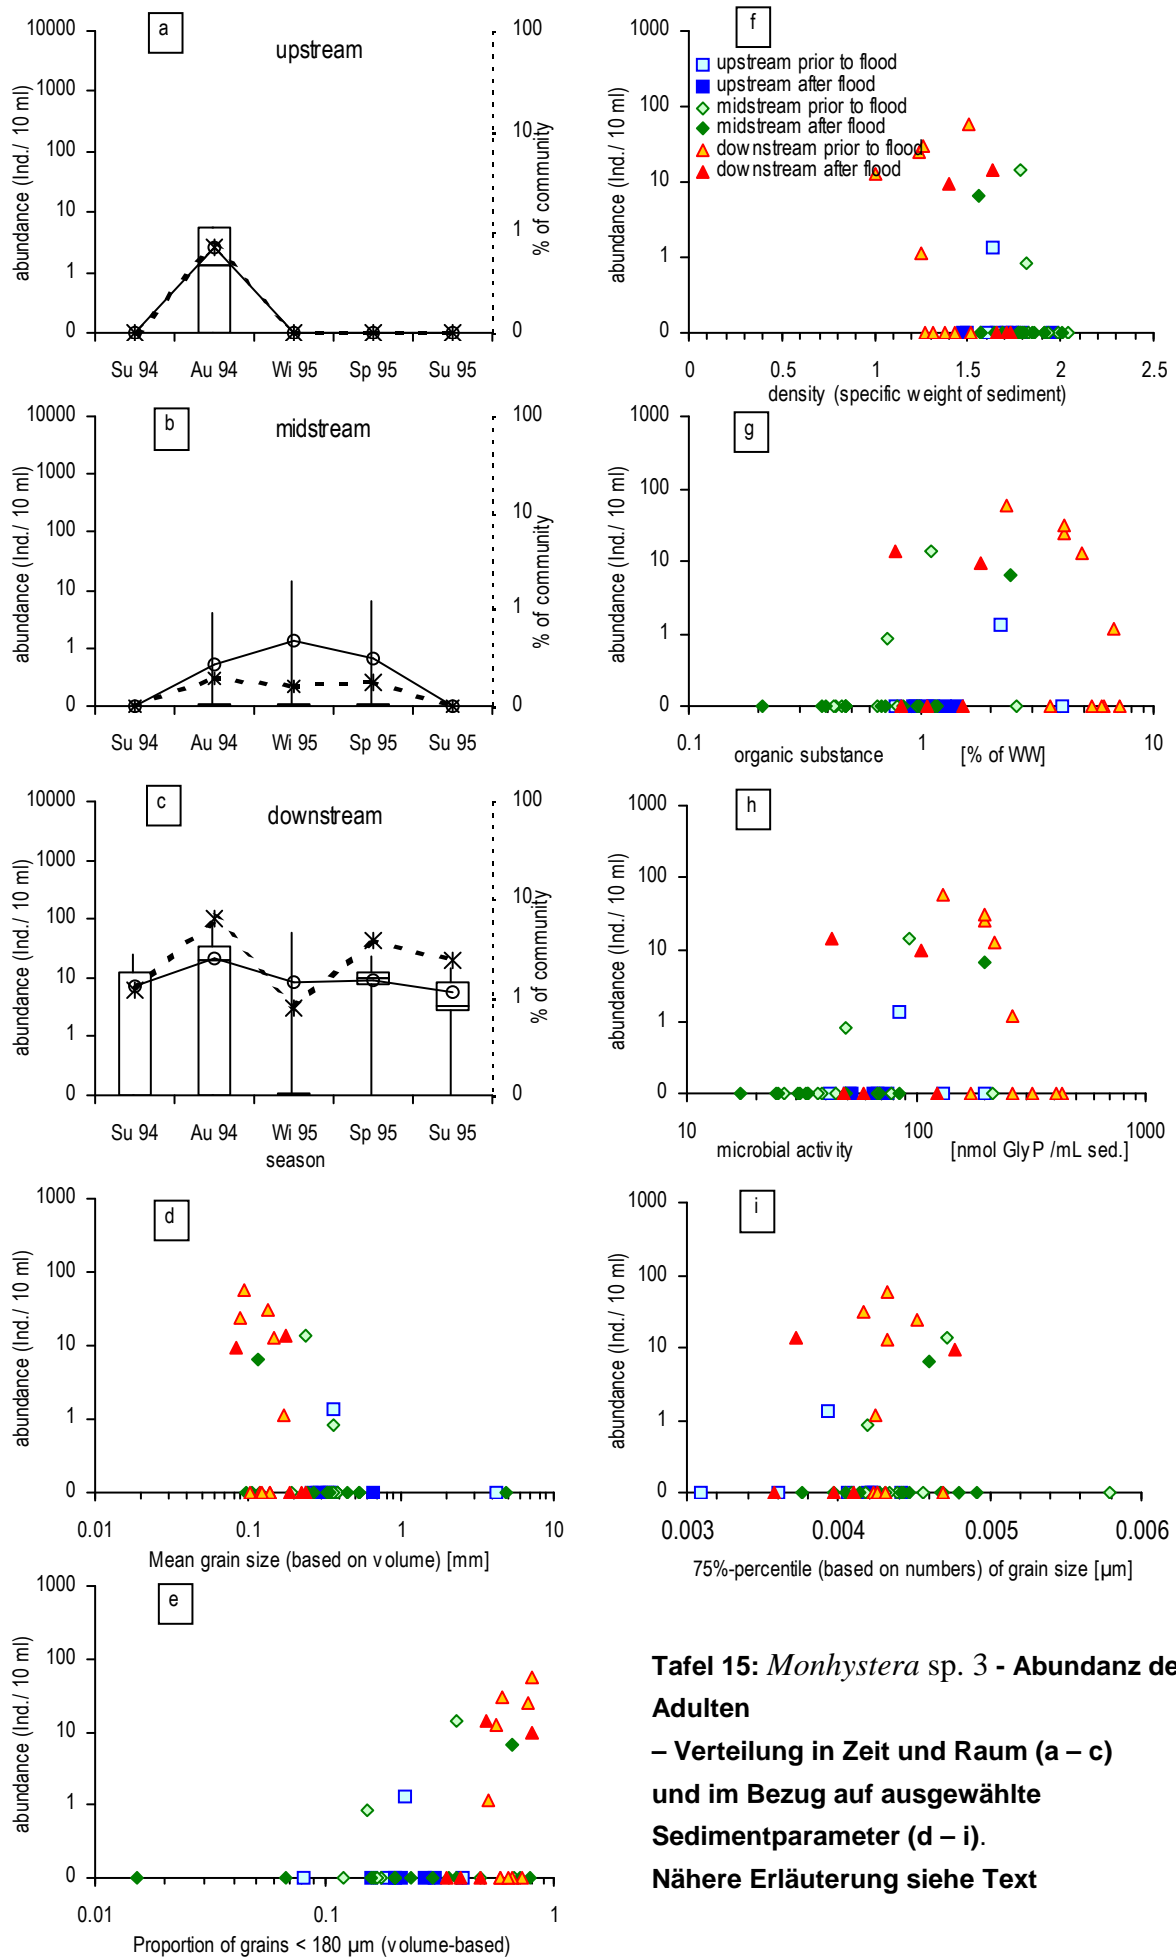 a
upstream
abundance (Ind./ 10 ml)
10000
1000
100
10
1
0
100
10
1
0
% of community
Su 94 Au 94 Wi 95 Sp 95 Su 95
b
midstream
abundance (Ind./ 10 ml)
10000
1000
100
10
1
0
100
10
1
0
% of community
Su 94 Au 94 Wi 95 Sp 95 Su 95
c
downstream
abundance (Ind./ 10 ml)
10000
1000
100
10
1
0
100
10
1
0
% of community
Su 94 Au 94 Wi 95 Sp 95 Su 95
season
d
abundance (Ind./ 10 ml)
1000
100
10
1
0
0.01 0.1 1 10
Mean grain size (based on volume) [mm]
e
abundance (Ind./ 10 ml)
1000
100
10
1
0
0.01 0.1 1
Proportion of grains < 180 µm (volume-based)
f
upstream prior to flood
upstream after flood
midstream prior to flood
midstream after flood
downstream prior to flood
downstream after flood
abundance (Ind./ 10 ml)
1000
100
10
1
0
0 0.5 1 1.5 2 2.5
density (specific weight of sediment)
g
abundance (Ind./ 10 ml)
1000
100
10
1
0
0.1 1 10
organic substance [% of WW]
h
abundance (Ind./ 10 ml)
1000
100
10
1
0
10 100 1000
microbial activity [nmol GlyP /mL sed.]
i
abundance (Ind./ 10 ml)
1000
100
10
1
0
0.003 0.004 0.005 0.006
75%-percentile (based on numbers) of grain size [µm]
Tafel 15: Monhystera sp. 3 - Abundanz de
Adulten
– Verteilung in Zeit und Raum (a – c)
und im Bezug auf ausgewählte
Sedimentparameter (d – i).
Nähere Erläuterung siehe Text